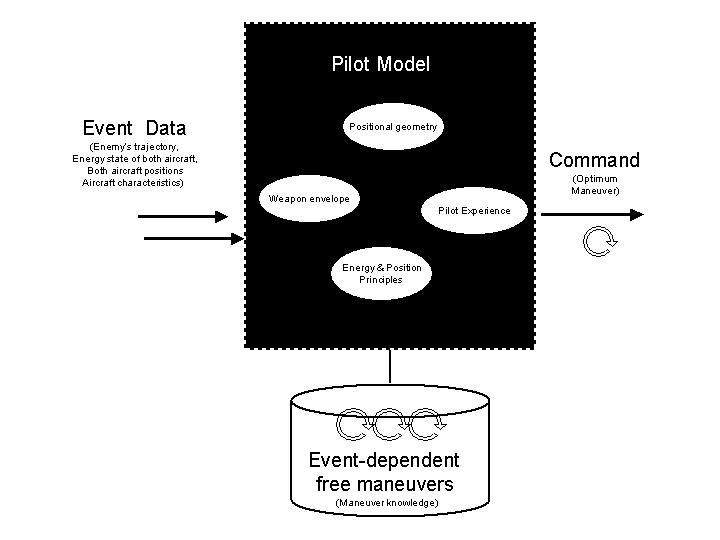 Pilot Model
Event Data
(Enemy's trajectory,
Energy state of both aircraft,
Both aircraft positions
Aircraft characteristics)
Positional geometry
Weapon envelope
Pilot Experience
Energy & Position
Principles
Command
(Optimum
Maneuver)
Event-dependent
free maneuvers
(Maneuver knowledge)